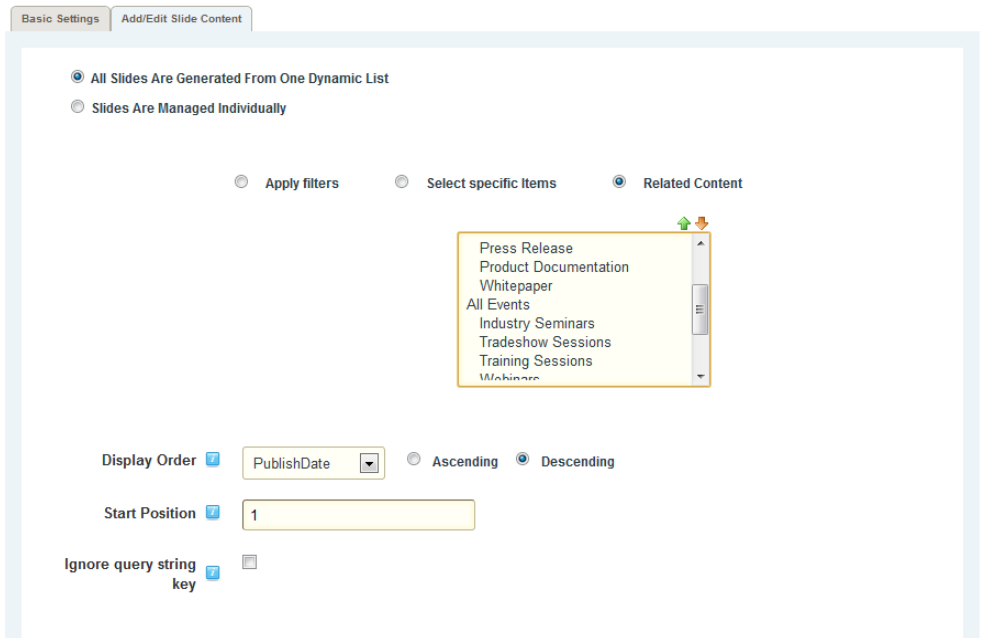 Basic Settings Add/Edit Slide Content
All Slides Are Generated From One Dynamic List
Slides Are Managed Individually
Apply filters Select specific Items Related Content
Press Release
Product Documentation
Whitepaper
All Events
Industry Seminars
Tradeshow Sessions
Training Sessions
Webinars
Display Order PublishDate Ascending Descending
Start Position 1
Ignore query string
key